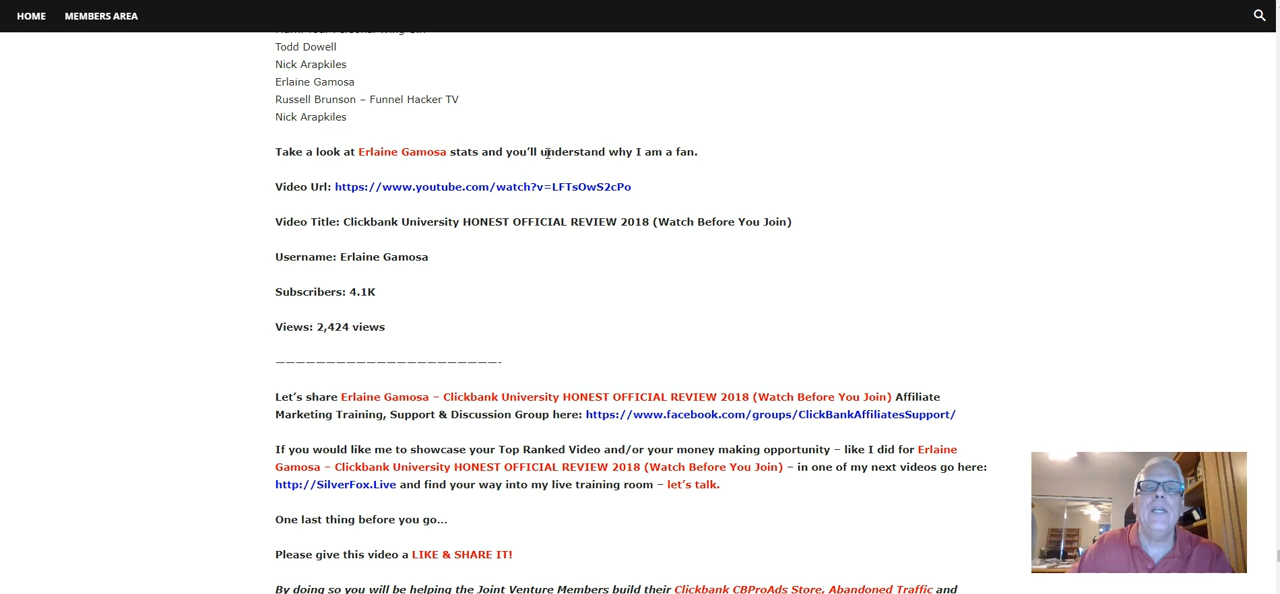 HOME MEMBERS AREA
Todd Dowell
Nick Arapkiles
Erlaine Gamosa
Russell Brunson – Funnel Hacker TV
Nick Arapkiles
Take a look at Erlaine Gamosa stats and you’ll understand why I am a fan.
Video Url: https://www.youtube.com/watch?v=LFTsOwS2cPo
Video Title: Clickbank University HONEST OFFICIAL REVIEW 2018 (Watch Before You Join)
Username: Erlaine Gamosa
Subscribers: 4.1K
Views: 2,424 views
——————————————————————-
Let’s share Erlaine Gamosa – Clickbank University HONEST OFFICIAL REVIEW 2018 (Watch Before You Join) Affiliate
Marketing Training, Support & Discussion Group here: https://www.facebook.com/groups/ClickBankAffiliatesSupport/
If you would like me to showcase your Top Ranked Video and/or your money making opportunity – like I did for Erlaine
Gamosa – Clickbank University HONEST OFFICIAL REVIEW 2018 (Watch Before You Join) – in one of my next videos go here:
http://SilverFox.Live and find your way into my live training room – let’s talk.
One last thing before you go...
Please give this video a LIKE & SHARE IT!
By doing so you will be helping the Joint Venture Members build their Clickbank CBProAds Store, Abandoned Traffic and